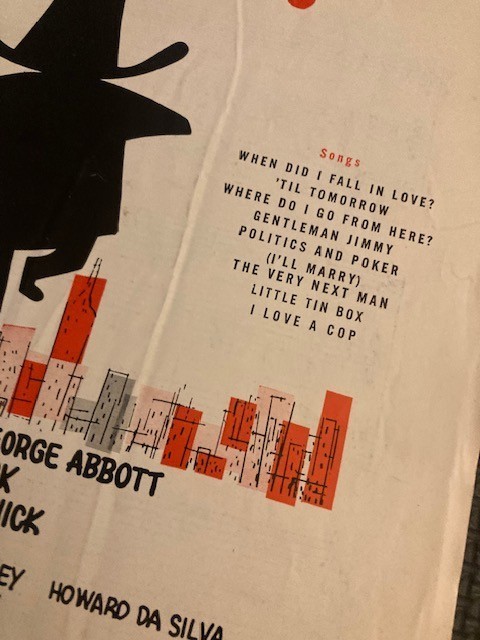 Songs
WHEN DID I FALL IN LOVE?
'TIL TOMORROW
WHERE DO I GO FROM HERE?
GENTLEMAN JIMMY
POLITICS AND POKER
(I'LL MARRY)
THE VERY NEXT MAN
LITTLE TIN BOX
I LOVE A COP
EORGE ABBOTT
K
ICK
EY HOWARD DA SILVA